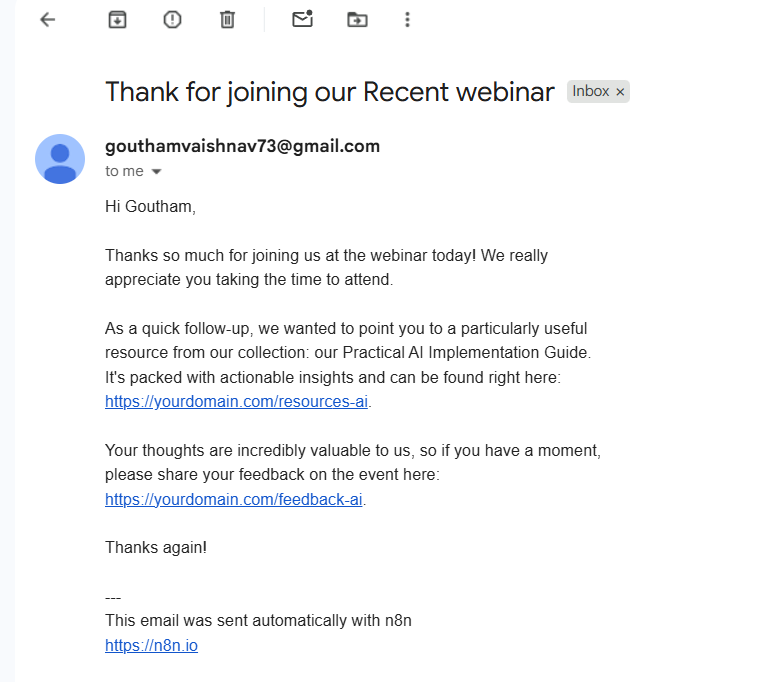 Thank for joining our Recent webinar
Inbox ×
gouthamvaishnav73@gmail.com
to me
Hi Goutham,
Thanks so much for joining us at the webinar today! We really
appreciate you taking the time to attend.
As a quick follow-up, we wanted to point you to a particularly useful
resource from our collection: our Practical AI Implementation Guide.
It's packed with actionable insights and can be found right here:
https://yourdomain.com/resources-ai.
Your thoughts are incredibly valuable to us, so if you have a moment,
please share your feedback on the event here:
https://yourdomain.com/feedback-ai.
Thanks again!
---
This email was sent automatically with n8n
https://n8n.io